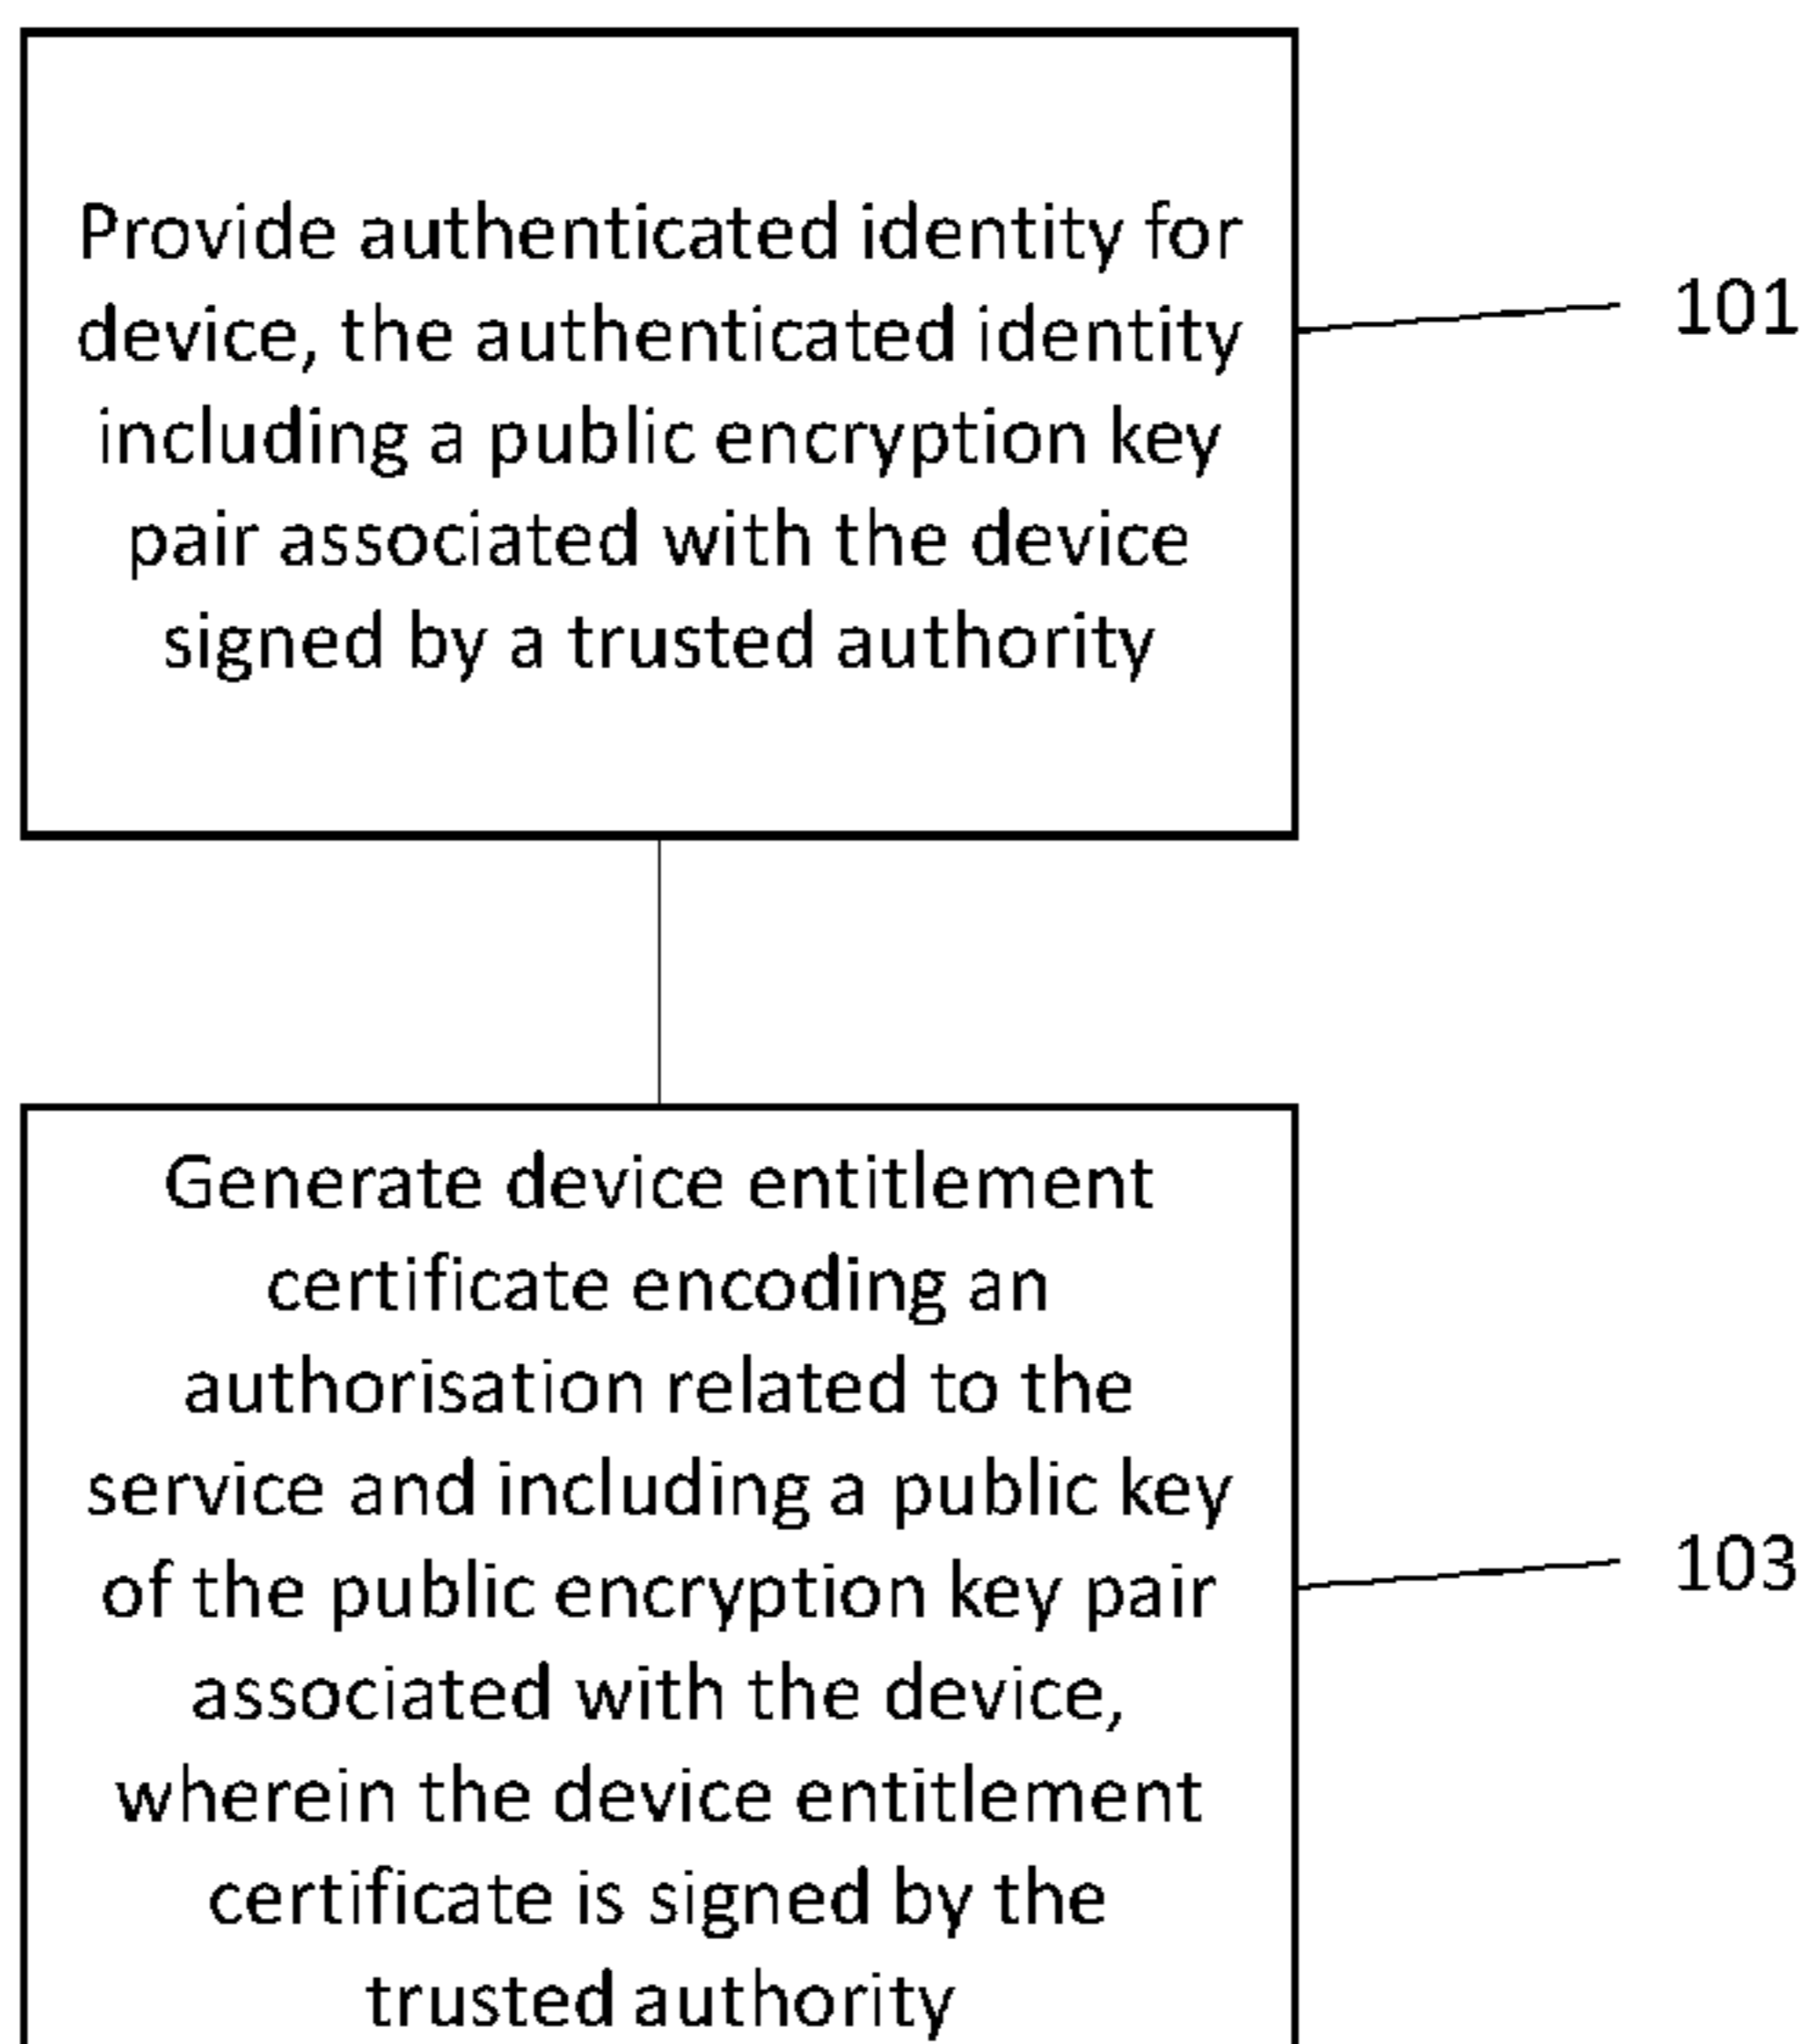 Provide authenticated identity for
device, the authenticated identity
including a public encryption key
pair associated with the device
signed by a trusted authority
101
Generate device entitlement
certificate encoding an
authorisation related to the
service and including a public key
of the public encryption key pair
associated with the device,
wherein the device entitlement
certificate is signed by the
trusted authority
103